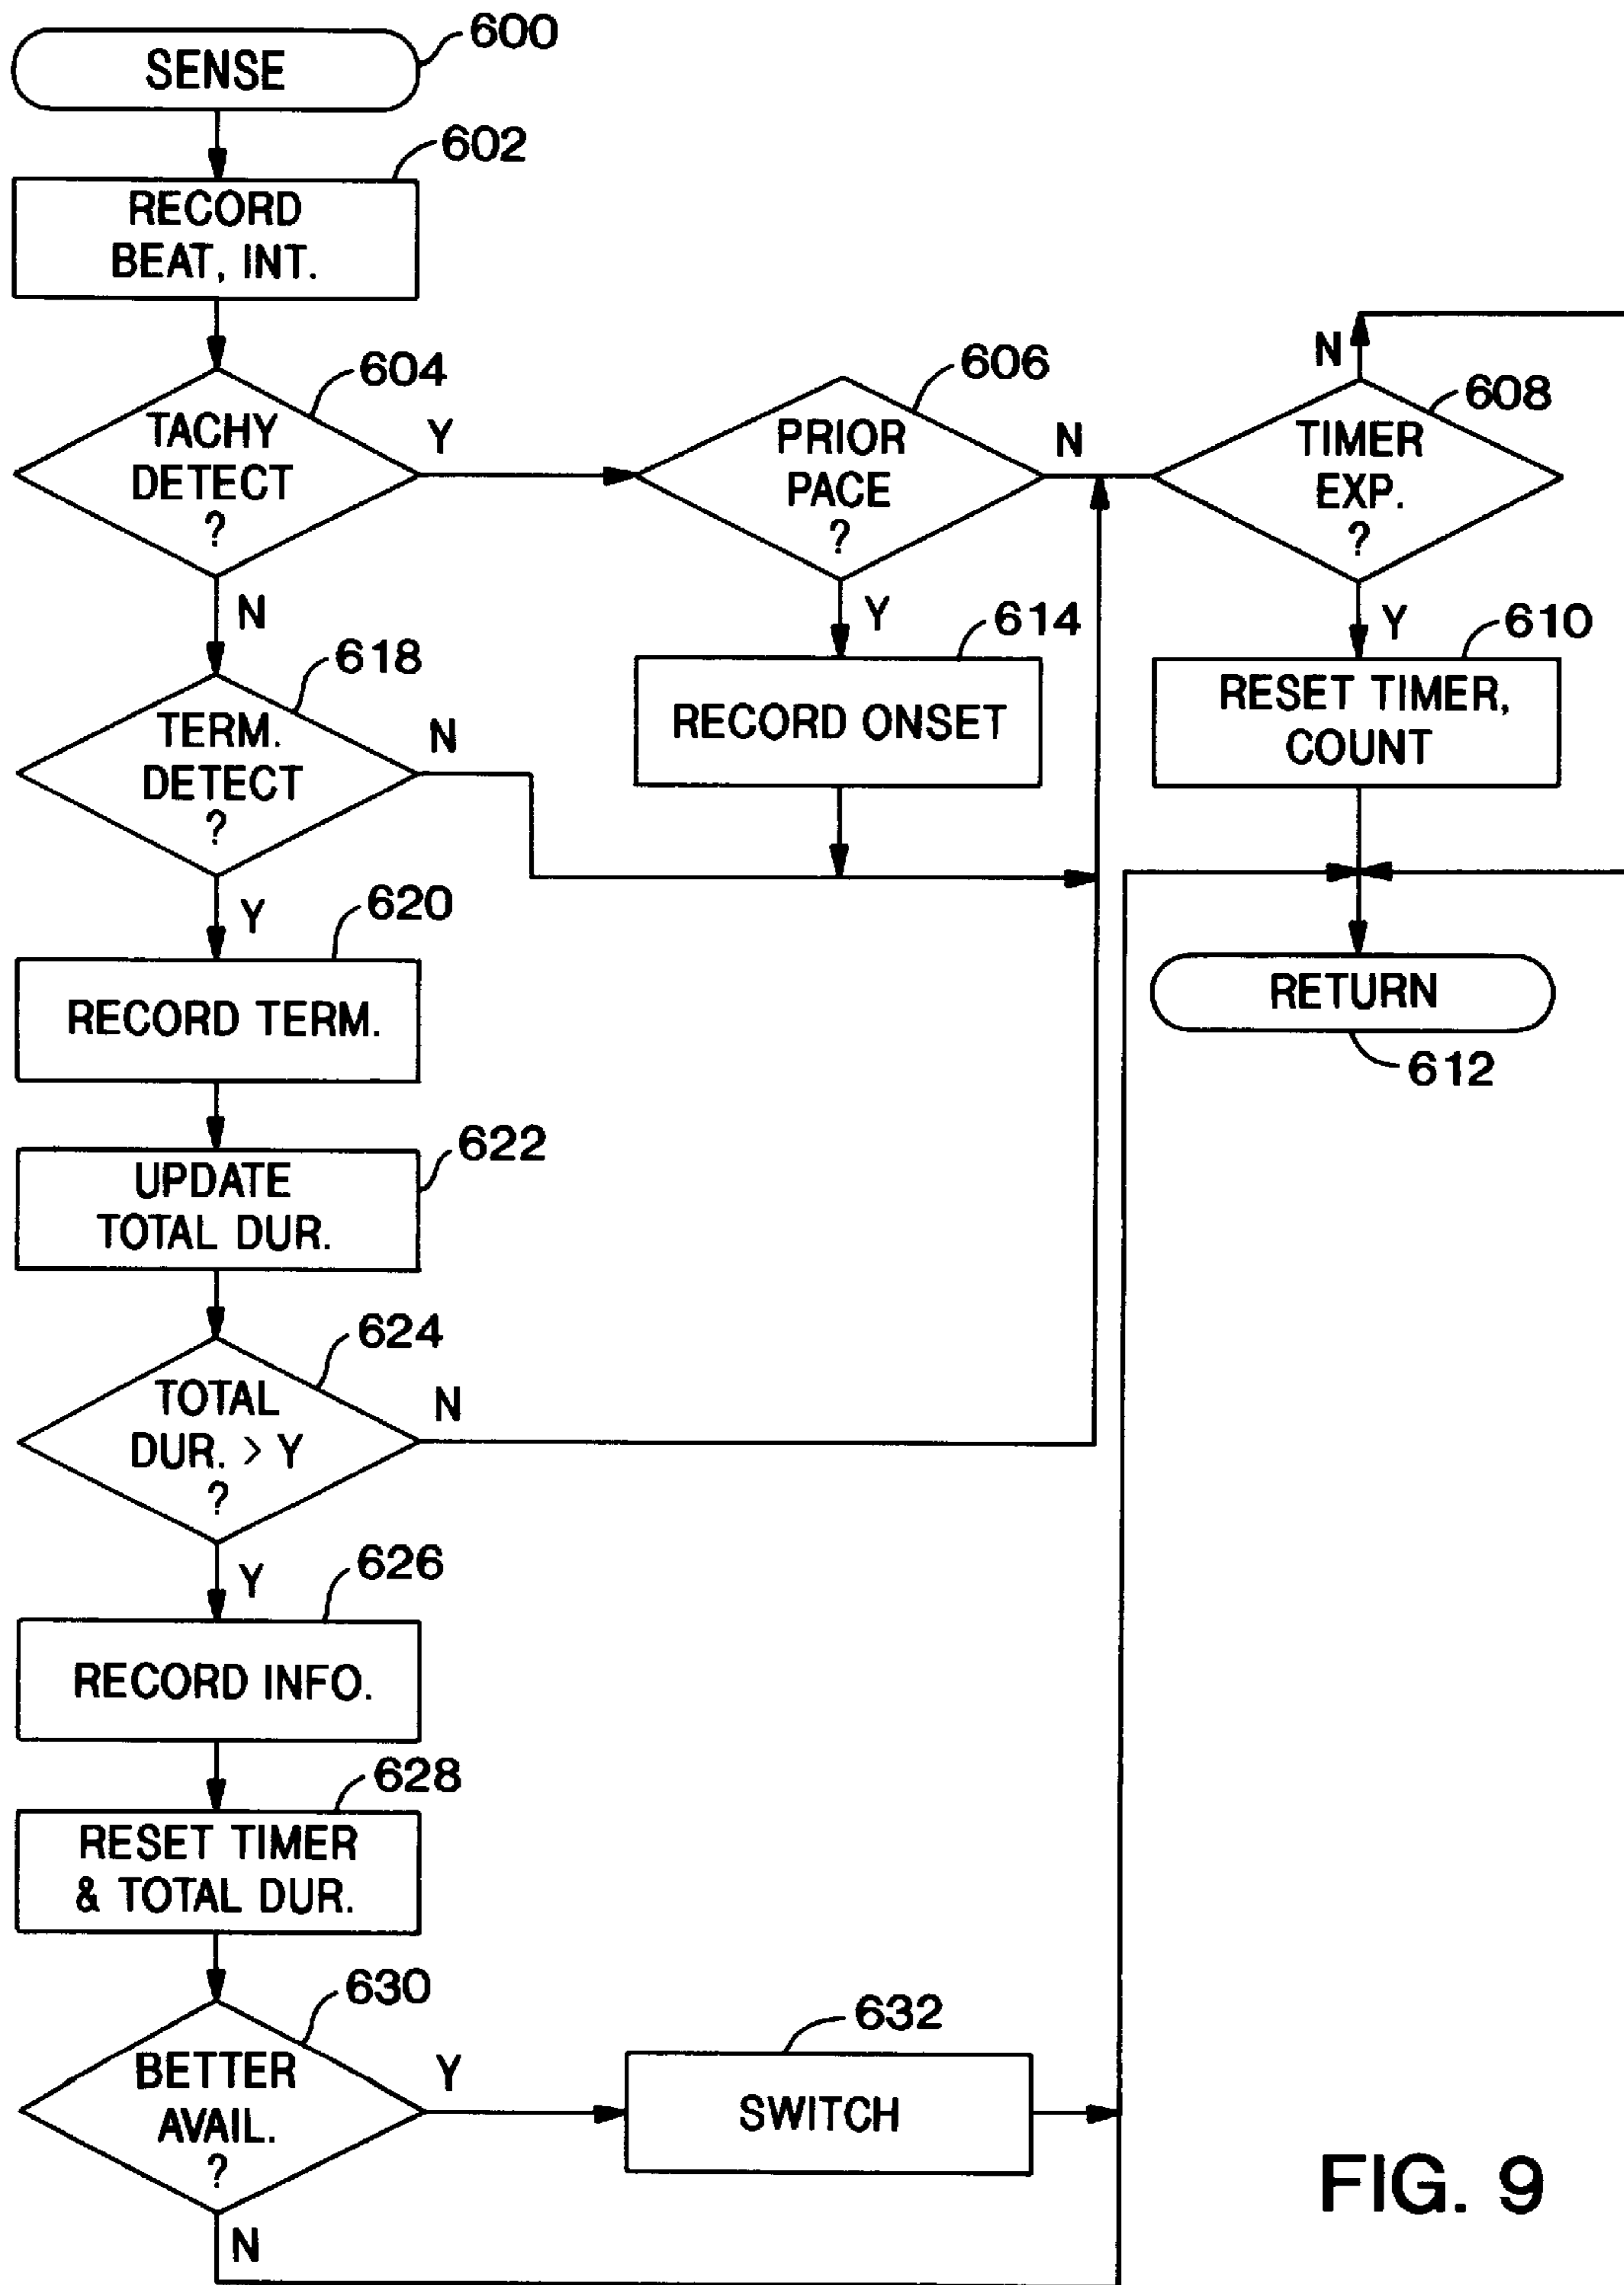 SENSE
600
602
RECORD
BEAT, INT.
604
TACHY
DETECT
?
Y
N
606
PRIOR
PACE
?
N
Y
N
608
TIMER
EXP.
?
Y
610
RESET TIMER,
COUNT
614
RECORD ONSET
618
TERM.
DETECT
?
N
Y
RETURN
612
620
RECORD TERM.
622
UPDATE
TOTAL DUR.
624
TOTAL
DUR. > Y
?
N
Y
626
RECORD INFO.
628
RESET TIMER
& TOTAL DUR.
630
BETTER
AVAIL.
?
Y
N
632
SWITCH
FIG. 9